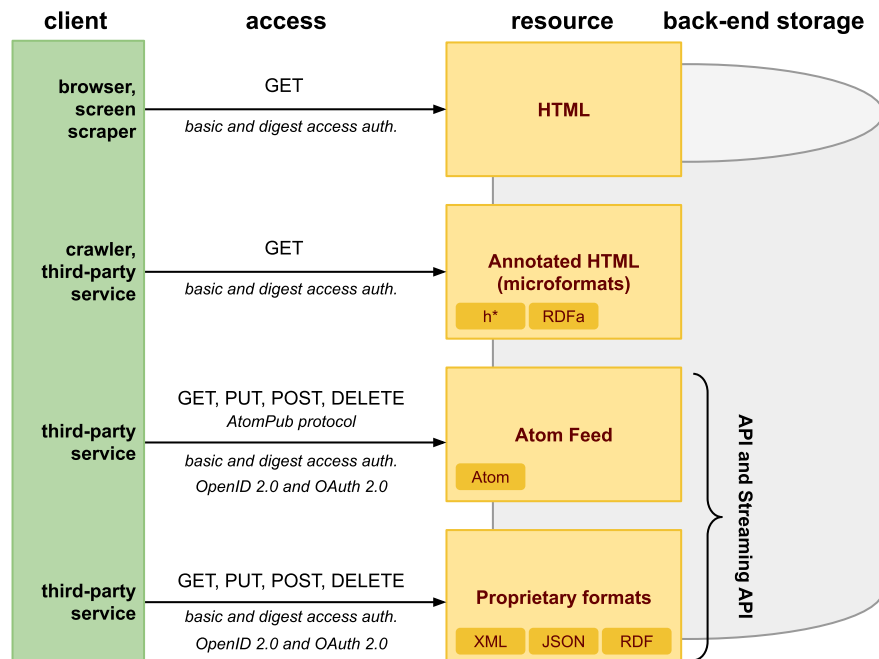 client
access
resource
back-end storage
browser,
screen
scraper
GET
basic and digest access auth.
HTML
crawler,
third-party
service
GET
basic and digest access auth.
Annotated HTML
(microformats)
h*
RDFa
third-party
service
GET, PUT, POST, DELETE
AtomPub protocol
basic and digest access auth.
OpenID 2.0 and OAuth 2.0
Atom Feed
Atom
API and Streaming API
third-party
service
GET, PUT, POST, DELETE
basic and digest access auth.
OpenID 2.0 and OAuth 2.0
Proprietary formats
XML
JSON
RDF